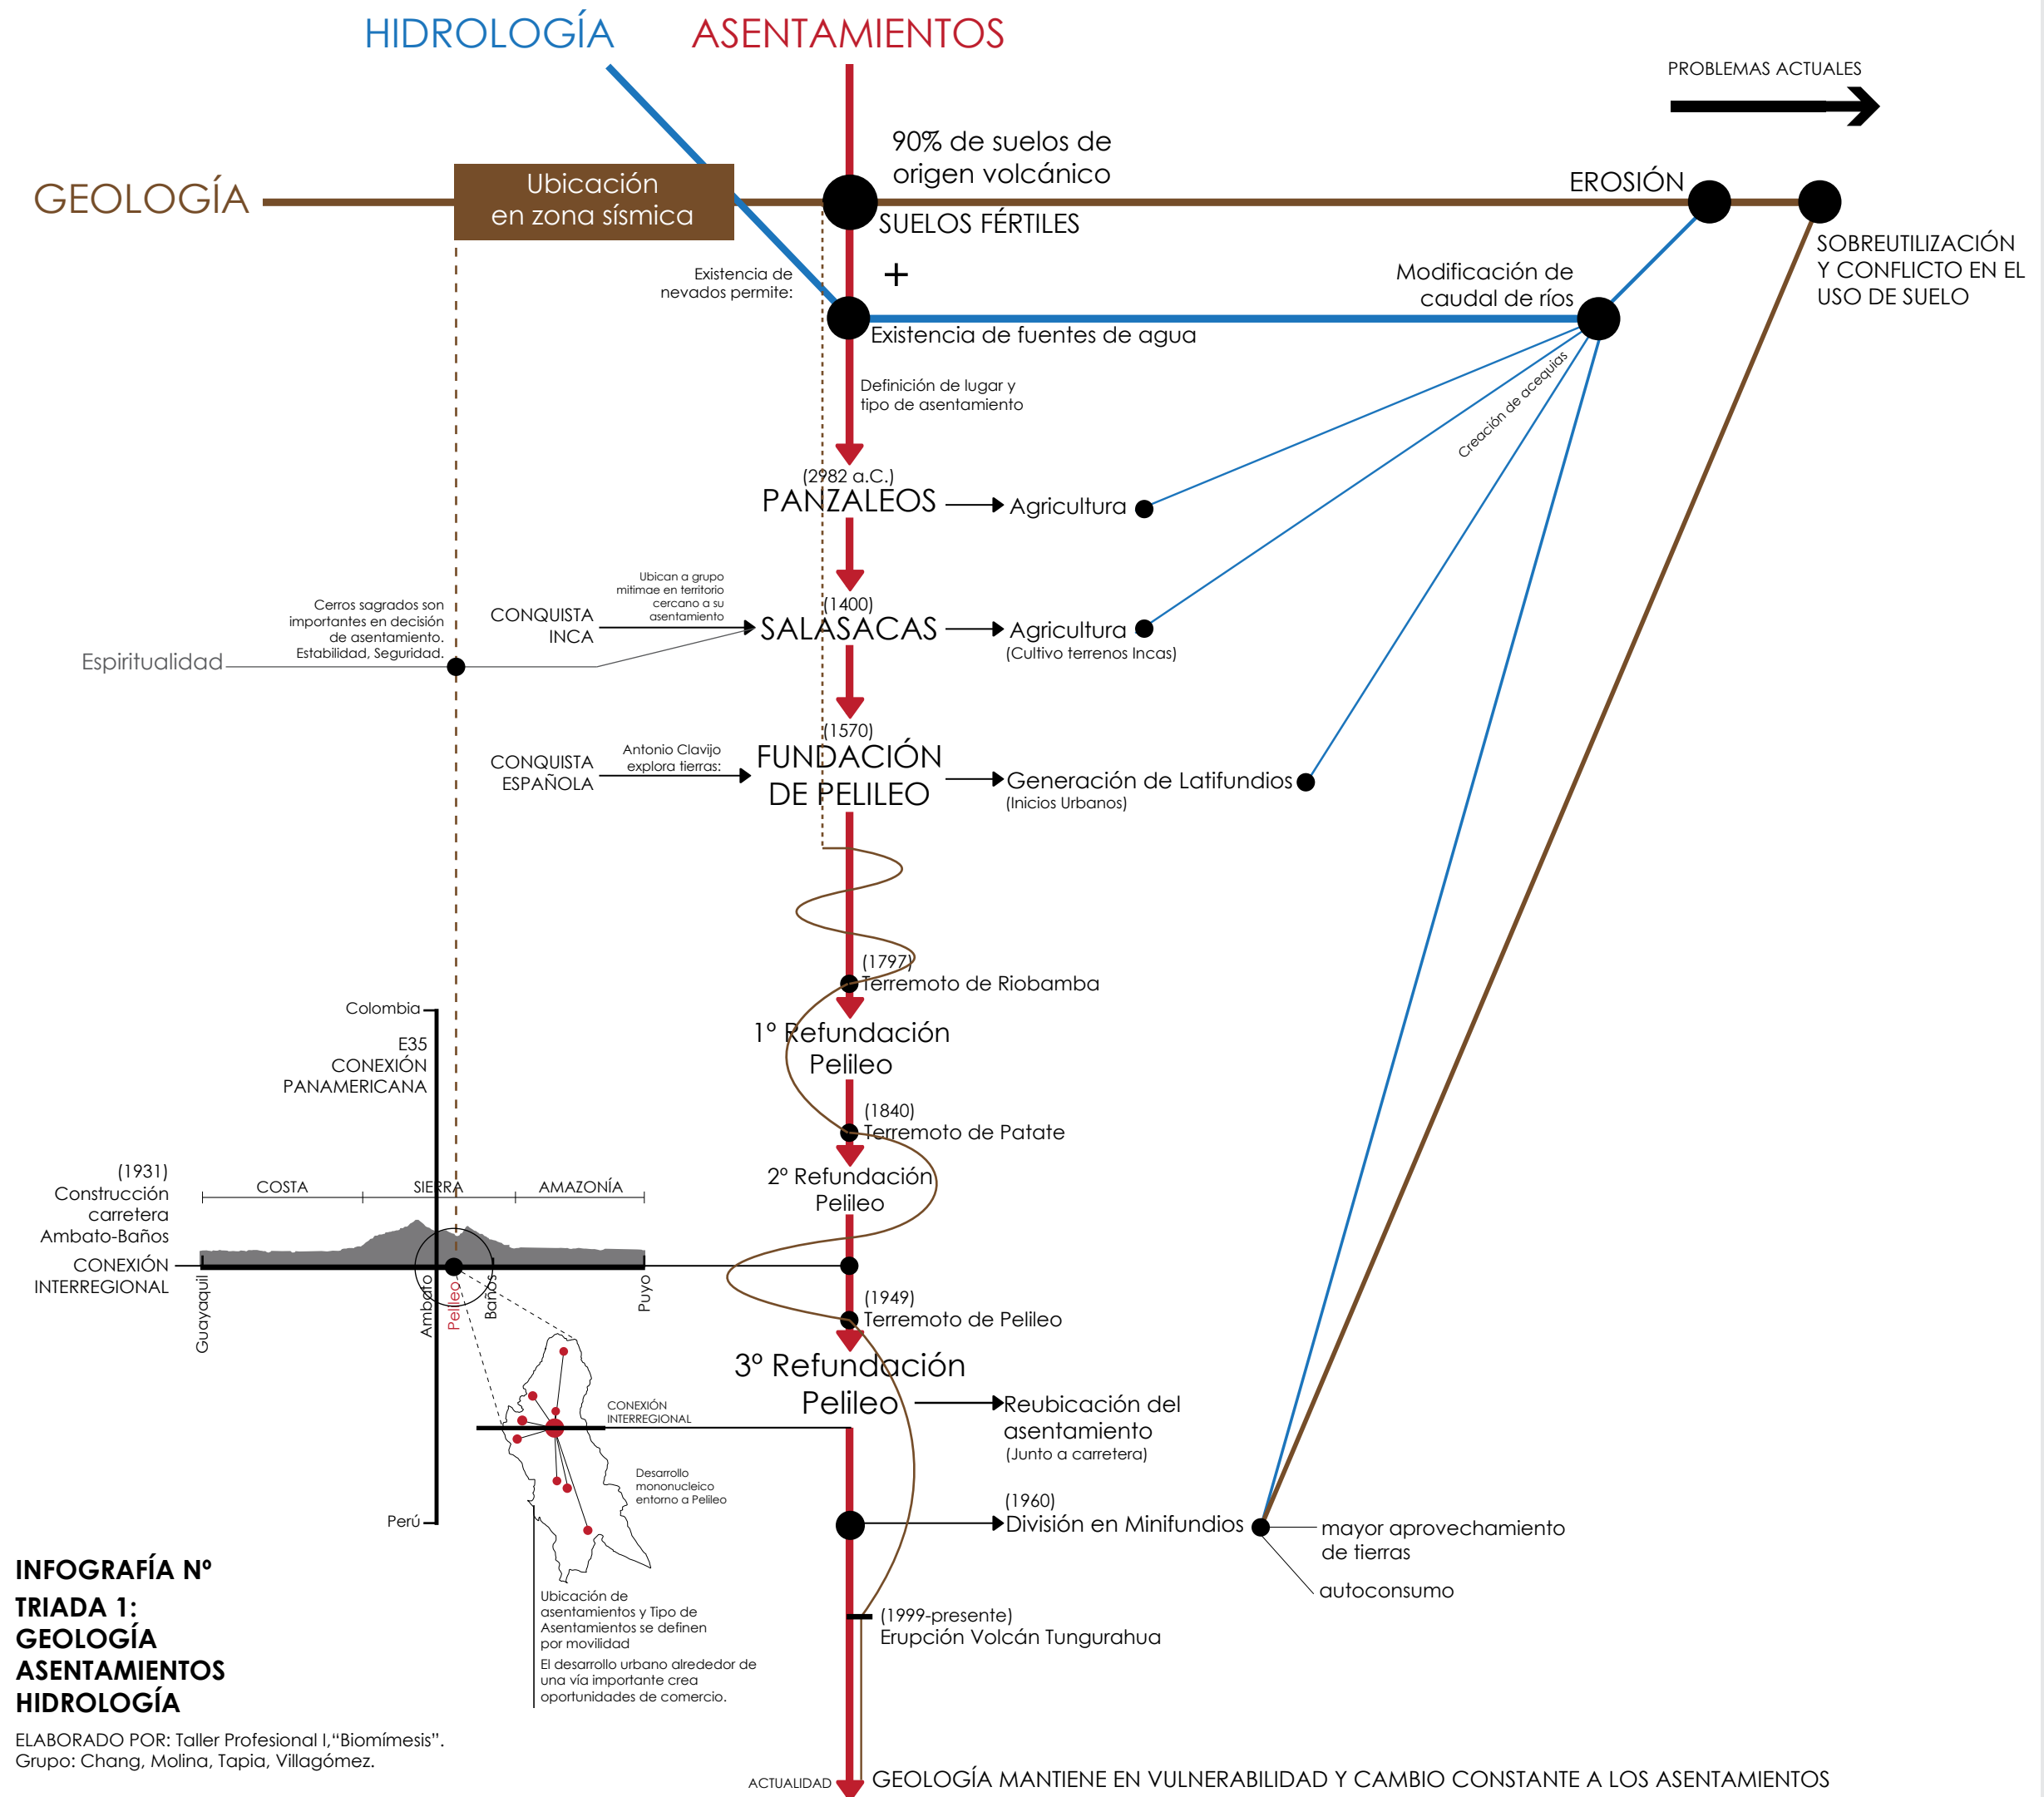 HIDROLOGÍA
ASENTAMIENTOS
PROBLEMAS ACTUALES
GEOLOGÍA
Ubicación
en zona sísmica
90% de suelos de
origen volcánico
SUELOS FÉRTILES
+
EROSIÓN
SOBREUTILIZACIÓN
Y CONFLICTO EN EL
USO DE SUELO
Existencia de
nevados permite:
Existencia de fuentes de agua
Modificación de
caudal de ríos
Creación de acequias
Definición de lugar y
tipo de asentamiento
(2982 a.C.)
PANZALEOS
Agricultura
Cerros sagrados son
importantes en decisión
de asentamiento.
Estabilidad, Seguridad.
Espiritualidad
CONQUISTA
INCA
Ubican a grupo
mitimae en territorio
cercano a su
asentamiento
(1400)
SALASACAS
Agricultura
(Cultivo terrenos Incas)
CONQUISTA
ESPAÑOLA
Antonio Clavijo
explora tierras:
(1570)
FUNDACIÓN
DE PELILEO
Generación de Latifundios
(Inicios Urbanos)
(1797)
Terremoto de Riobamba
1º Refundación
Pelileo
(1840)
Terremoto de Patate
2º Refundación
Pelileo
Colombia
E35
CONEXIÓN
PANAMERICANA
(1931)
Construcción
carretera
Ambato-Baños
CONEXIÓN
INTERREGIONAL
COSTA
SIERRA
AMAZONÍA
Guayaquil
Ambato
Pelileo
Baños
Puyo
Perú
(1949)
Terremoto de Pelileo
3º Refundación
Pelileo
Reubicación del
asentamiento
(Junto a carretera)
CONEXIÓN
INTERREGIONAL
Desarrollo
mononucleico
entorno a Pelileo
(1960)
División en Minifundios
mayor aprovechamiento
de tierras
autoconsumo
Ubicación de
asentamientos y Tipo de
Asentamientos se definen
por movilidad
El desarrollo urbano alrededor de
una vía importante crea
oportunidades de comercio.
(1999-presente)
Erupción Volcán Tungurahua
INFOGRAFÍA Nº
TRIADA 1:
GEOLOGÍA
ASENTAMIENTOS
HIDROLOGÍA
ELABORADO POR: Taller Profesional I,“Biomímesis”.
Grupo: Chang, Molina, Tapia, Villagómez.
ACTUALIDAD
GEOLOGÍA MANTIENE EN VULNERABILIDAD Y CAMBIO CONSTANTE A LOS ASENTAMIENTOS